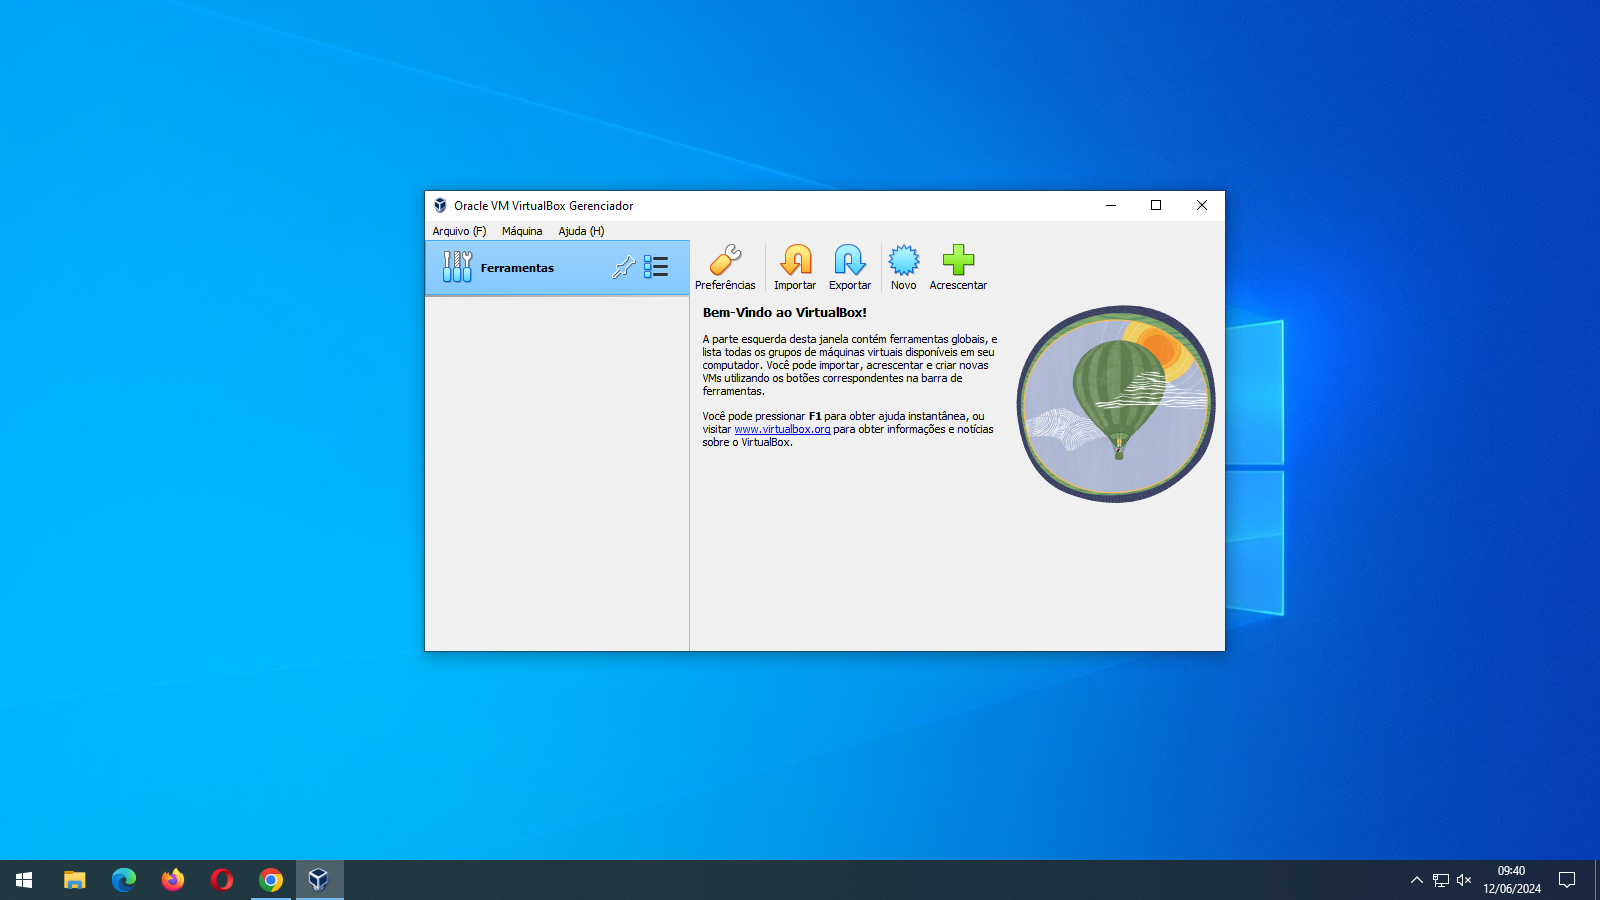 Oracle VM VirtualBox Gerenciador
Arquivo (F) Máquina Ajuda (H)
Ferramentas
Preferências Importar Exportar Novo Acrescentar
Bem-Vindo ao VirtualBox!
A parte esquerda desta janela contém ferramentas globais, e
lista todas os grupos de máquinas virtuais disponíveis em seu
computador. Você pode importar, acrescentar e criar novas
VMs utilizando os botões correspondentes na barra de
ferramentas.
Você pode pressionar F1 para obter ajuda instantânea, ou
visitar www.virtualbox.org para obter informações e notícias
sobre o VirtualBox.
09:40
12/06/2024